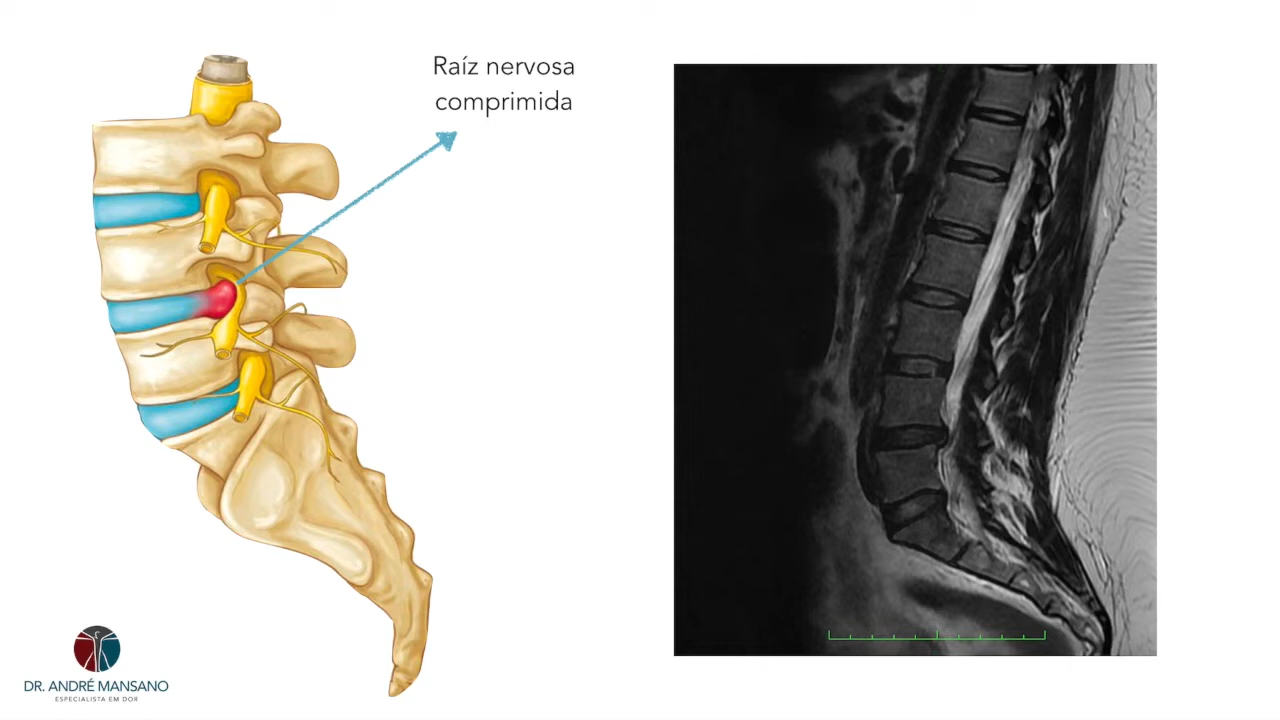 Raíz nervosa
comprimida
DR. ANDRÉ MANSANO
ESPECIALISTA EM DOR